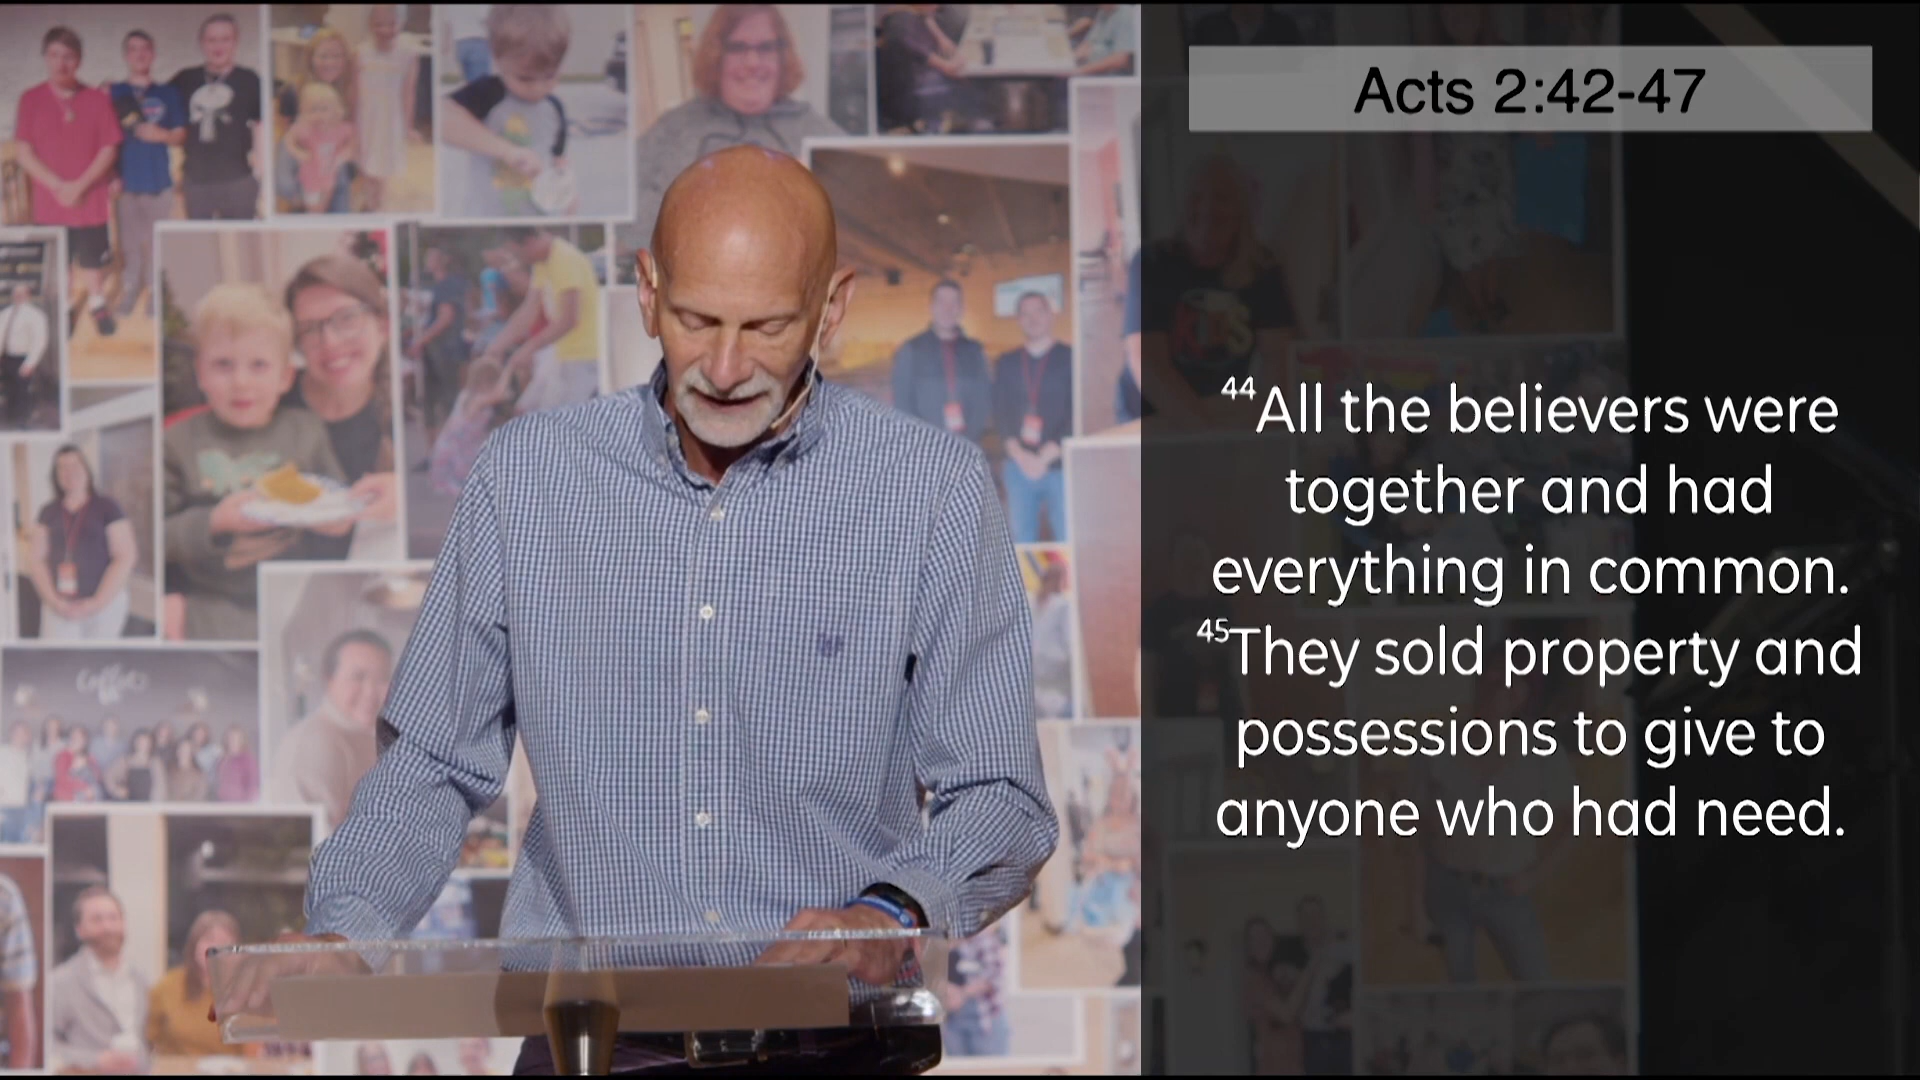 Acts 2:42-47
44All the believers were
together and had
everything in common.
45They sold property and
possessions to give to
anyone who had need.
Coffee